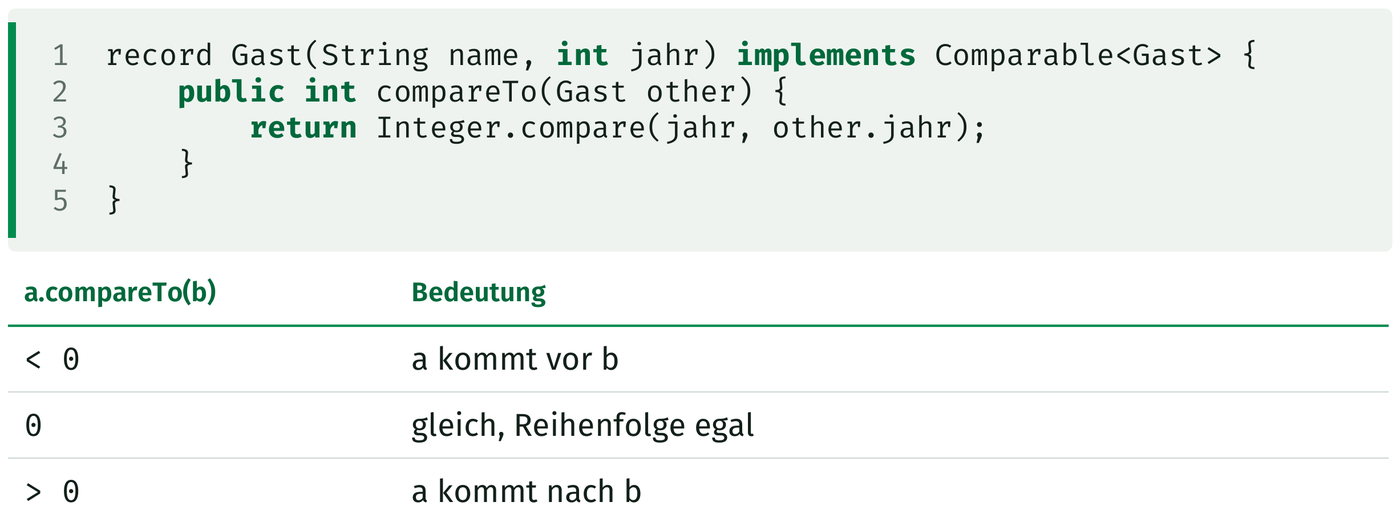 1 record Gast(String name, int jahr) implements Comparable<Gast> {
2     public int compareTo(Gast other) {
3         return Integer.compare(jahr, other.jahr);
4     }
5 }
a.compareTo(b) Bedeutung
< 0 a kommt vor b
0 gleich, Reihenfolge egal
> 0 a kommt nach b